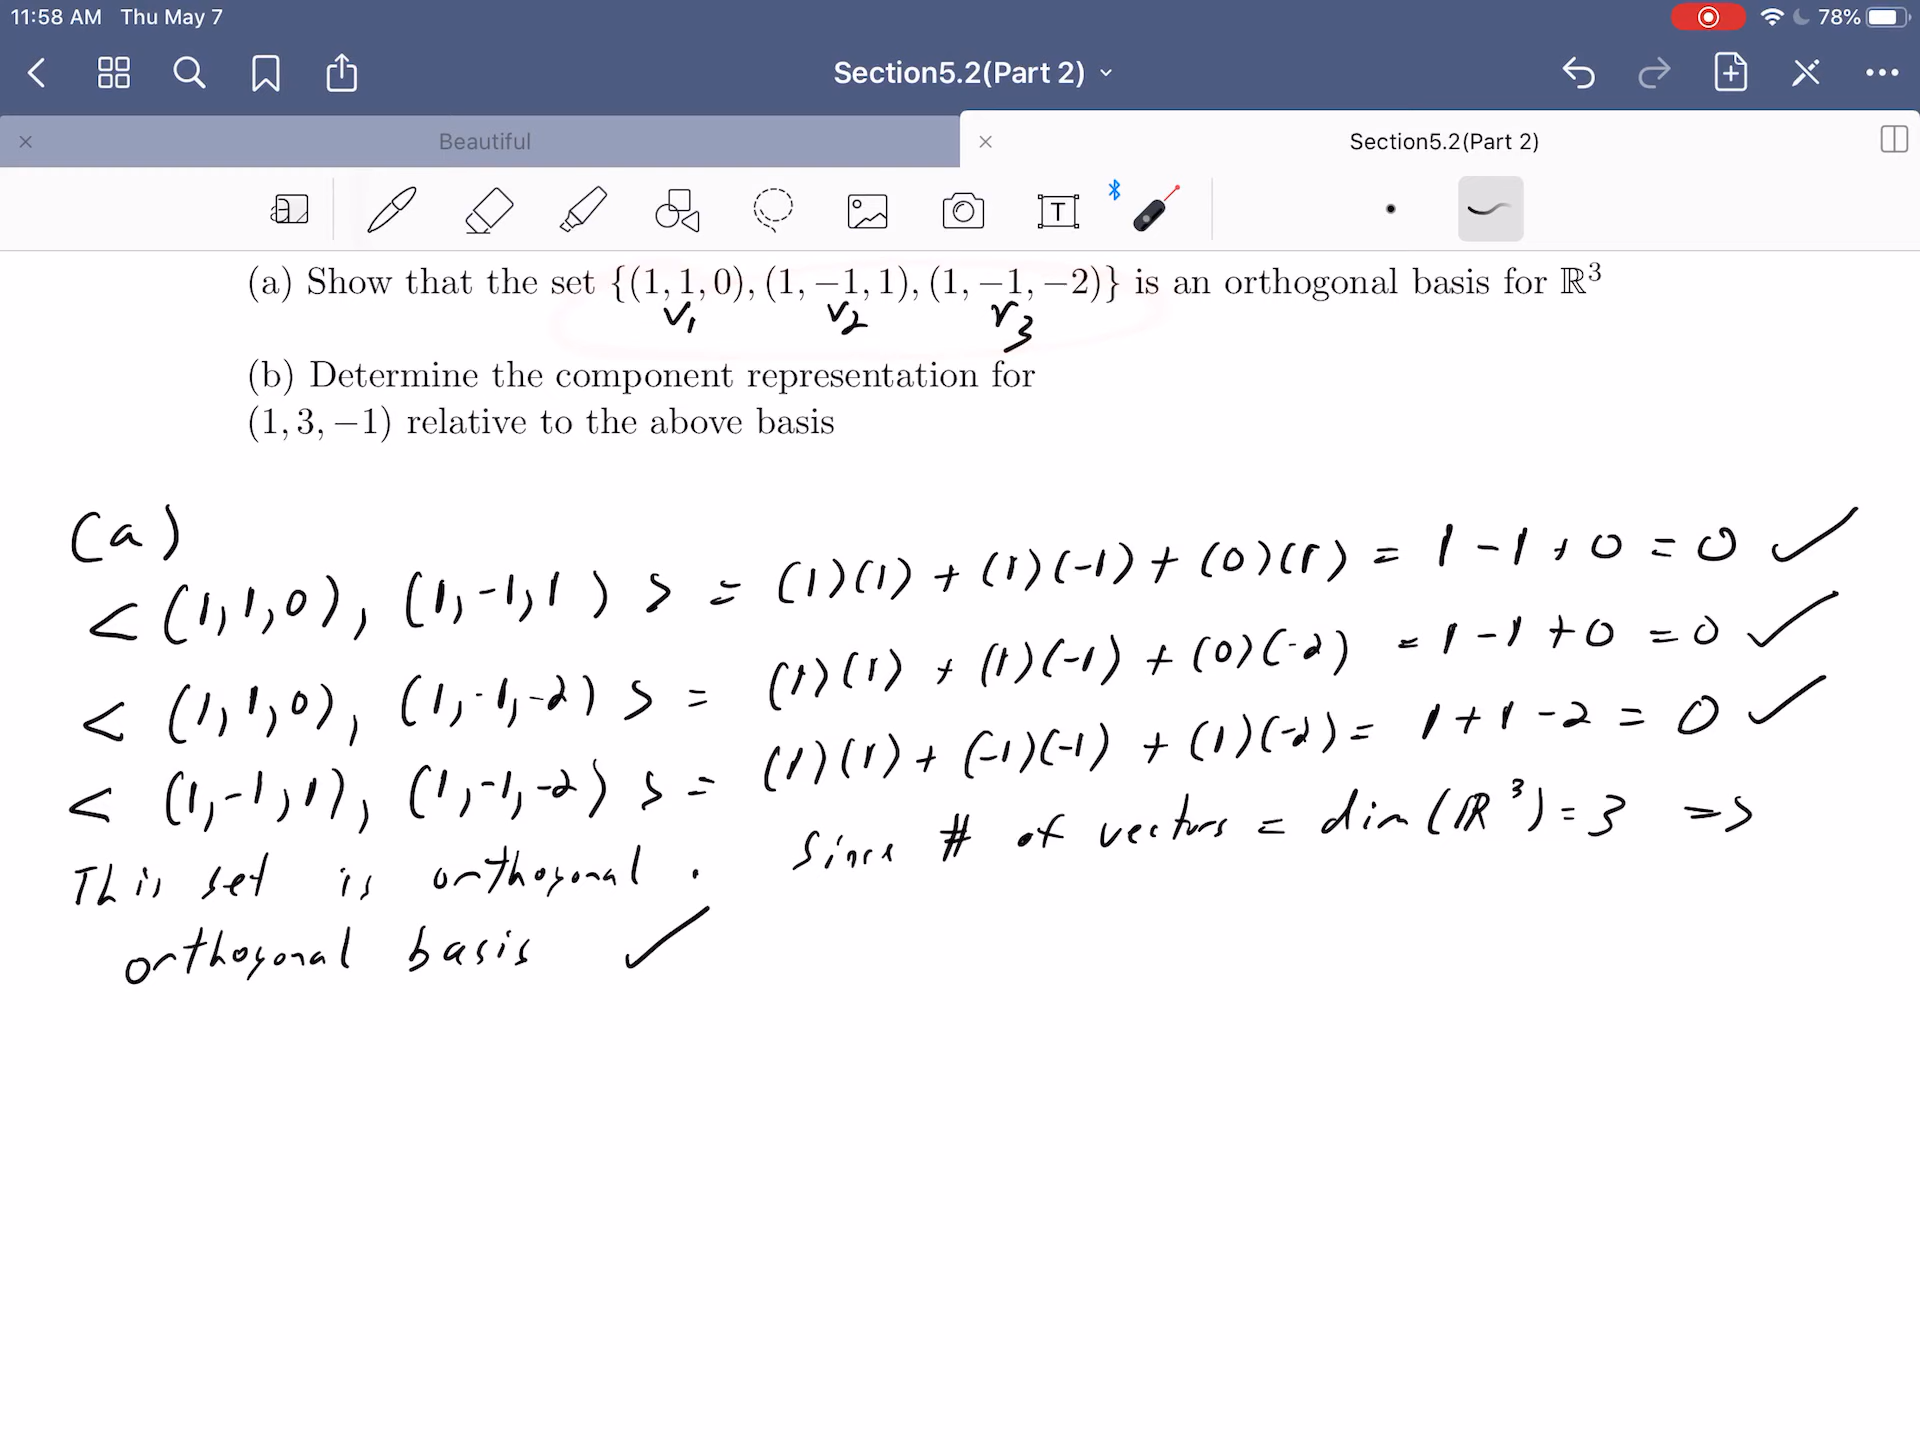 11:58 AM Thu May 7
78%
Section5.2(Part 2)
Beautiful
Section5.2(Part 2)
(a) Show that the set {(1, 1, 0), (1, −1, 1), (1, −1, −2)} is an orthogonal basis for ℝ³
v₁ v₂ v₃
(b) Determine the component representation for
(1, 3, −1) relative to the above basis
(a)
< (1,1,0), (1,-1,1) > = (1)(1) + (1)(-1) + (0)(1) = 1 - 1 + 0 = 0 ✓
< (1,1,0), (1,-1,-2) > = (1)(1) + (1)(-1) + (0)(-2) = 1 - 1 + 0 = 0 ✓
< (1,-1,1), (1,-1,-2) > = (1)(1) + (-1)(-1) + (1)(-2) = 1 + 1 - 2 = 0 ✓
This set is orthogonal. Since # of vectors = dim(ℝ³) = 3 =>
orthogonal basis ✓